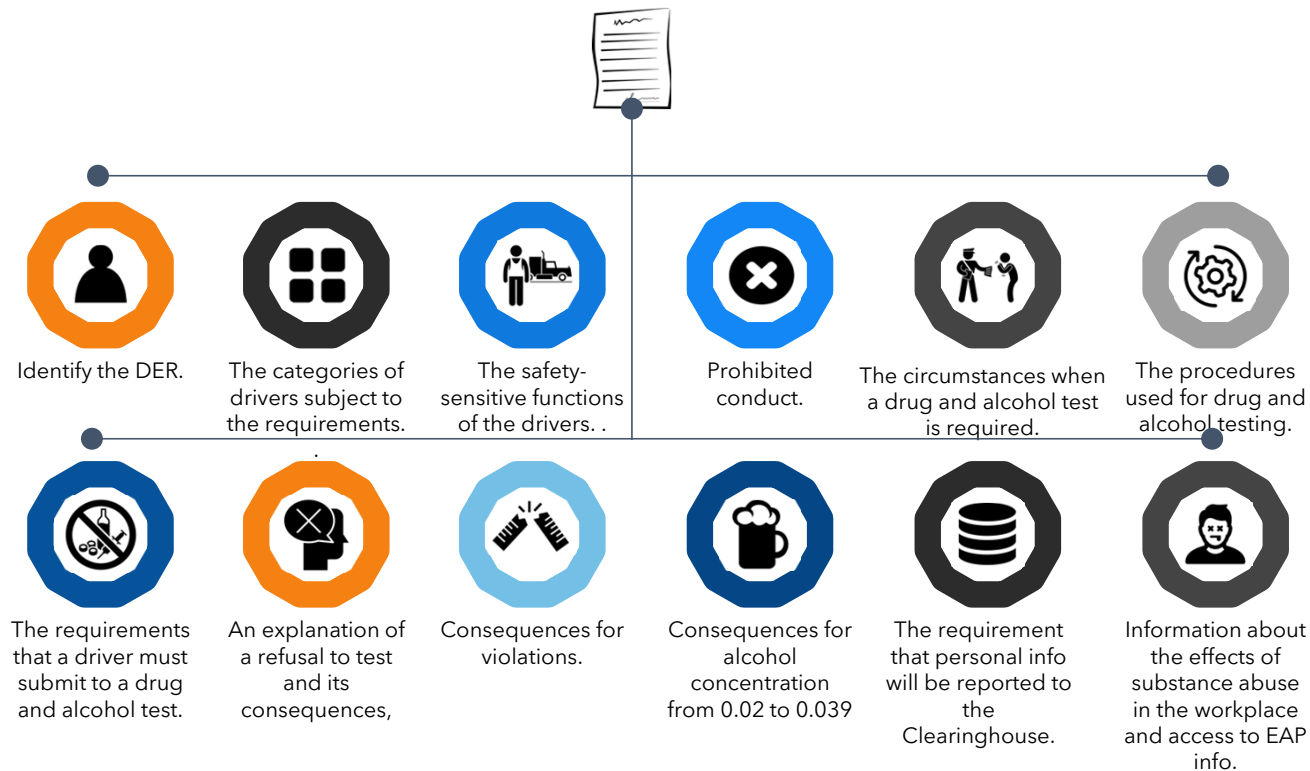 Identify the DER.
The categories of
drivers subject to
the requirements.
.
The safety-
sensitive functions
of the drivers. .
Prohibited
conduct.
The circumstances when
a drug and alcohol test
is required.
The procedures
used for drug and
alcohol testing.
The requirements
that a driver must
submit to a drug
and alcohol test.
An explanation of
a refusal to test
and its
consequences,
Consequences for
violations.
Consequences for
alcohol
concentration
from 0.02 to 0.039
The requirement
that personal info
will be reported to
the
Clearinghouse.
Information about
the effects of
substance abuse
in the workplace
and access to EAP
info.